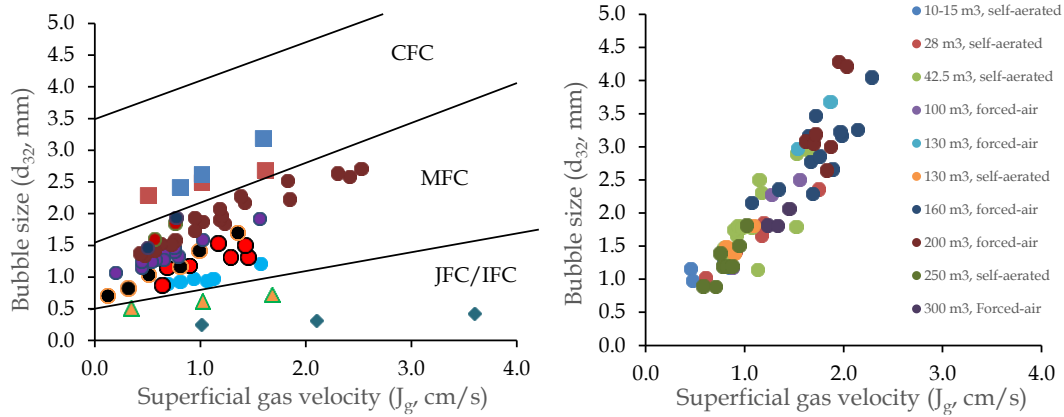 5.0
4.5
4.0
3.5
3.0
2.5
2.0
1.5
1.0
0.5
0.0
Bubble size (d32, mm)
CFC
MFC
JFC/IFC
0.0 1.0 2.0 3.0 4.0
Superficial gas velocity (Jg, cm/s)
5.0
4.5
4.0
3.5
3.0
2.5
2.0
1.5
1.0
0.5
0.0
Bubble size (d32, mm)
0.0 1.0 2.0 3.0 4.0
Superficial gas velocity (Jg, cm/s)
10-15 m3, self-aerated
28 m3, self-aerated
42.5 m3, self-aerated
100 m3, forced-air
130 m3, forced-air
130 m3, self-aerated
160 m3, forced-air
200 m3, forced-air
250 m3, self-aerated
300 m3, Forced-air